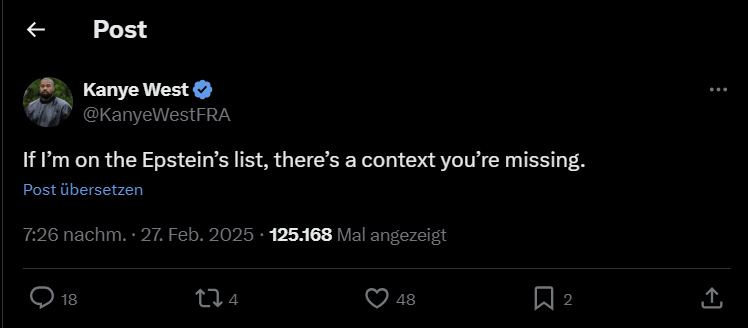 Post
Kanye West
@KanyeWestFRA
If I’m on the Epstein’s list, there’s a context you’re missing.
Post übersetzen
7:26 nachm. · 27. Feb. 2025 · 125.168 Mal angezeigt
18 4 48 2